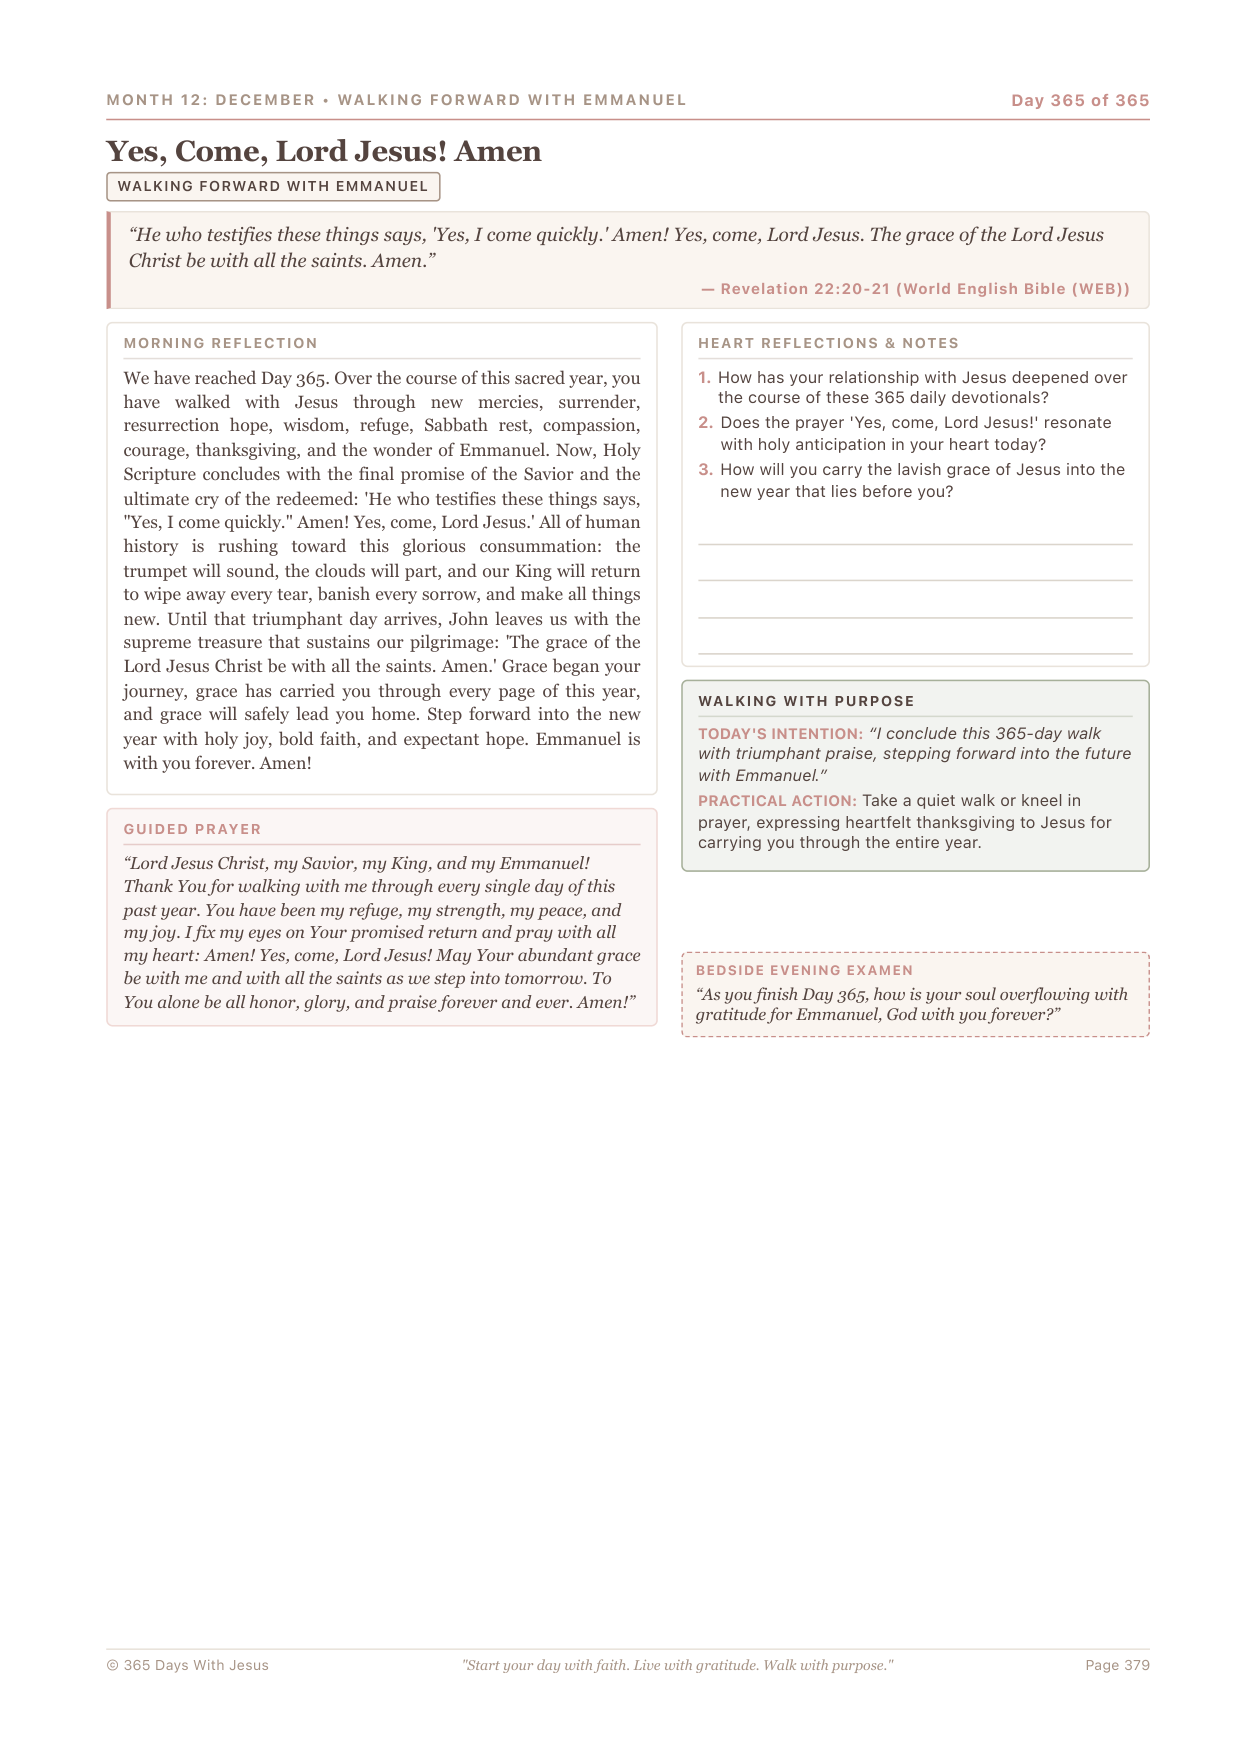 MONTH 12: DECEMBER • WALKING FORWARD WITH EMMANUEL
Day 365 of 365
Yes, Come, Lord Jesus! Amen
WALKING FORWARD WITH EMMANUEL
“He who testifies these things says, 'Yes, I come quickly.' Amen! Yes, come, Lord Jesus. The grace of the Lord Jesus
Christ be with all the saints. Amen.”
— Revelation 22:20-21 (World English Bible (WEB))
MORNING REFLECTION
We have reached Day 365. Over the course of this sacred year, you
have walked with Jesus through new mercies, surrender,
resurrection hope, wisdom, refuge, Sabbath rest, compassion,
courage, thanksgiving, and the wonder of Emmanuel. Now, Holy
Scripture concludes with the final promise of the Savior and the
ultimate cry of the redeemed: 'He who testifies these things says,
"Yes, I come quickly." Amen! Yes, come, Lord Jesus.' All of human
history is rushing toward this glorious consummation: the
trumpet will sound, the clouds will part, and our King will return
to wipe away every tear, banish every sorrow, and make all things
new. Until that triumphant day arrives, John leaves us with the
supreme treasure that sustains our pilgrimage: 'The grace of the
Lord Jesus Christ be with all the saints. Amen.' Grace began your
journey, grace has carried you through every page of this year,
and grace will safely lead you home. Step forward into the new
year with holy joy, bold faith, and expectant hope. Emmanuel is
with you forever. Amen!
GUIDED PRAYER
“Lord Jesus Christ, my Savior, my King, and my Emmanuel!
Thank You for walking with me through every single day of this
past year. You have been my refuge, my strength, my peace, and
my joy. I fix my eyes on Your promised return and pray with all
my heart: Amen! Yes, come, Lord Jesus! May Your abundant grace
be with me and with all the saints as we step into tomorrow. To
You alone be all honor, glory, and praise forever and ever. Amen!”
HEART REFLECTIONS & NOTES
1. How has your relationship with Jesus deepened over
the course of these 365 daily devotionals?
2. Does the prayer 'Yes, come, Lord Jesus!' resonate
with holy anticipation in your heart today?
3. How will you carry the lavish grace of Jesus into the
new year that lies before you?
WALKING WITH PURPOSE
TODAY'S INTENTION: “I conclude this 365-day walk
with triumphant praise, stepping forward into the future
with Emmanuel.”
PRACTICAL ACTION: Take a quiet walk or kneel in
prayer, expressing heartfelt thanksgiving to Jesus for
carrying you through the entire year.
BEDSIDE EVENING EXAMEN
“As you finish Day 365, how is your soul overflowing with
gratitude for Emmanuel, God with you forever?”
© 365 Days With Jesus
"Start your day with faith. Live with gratitude. Walk with purpose."
Page 379